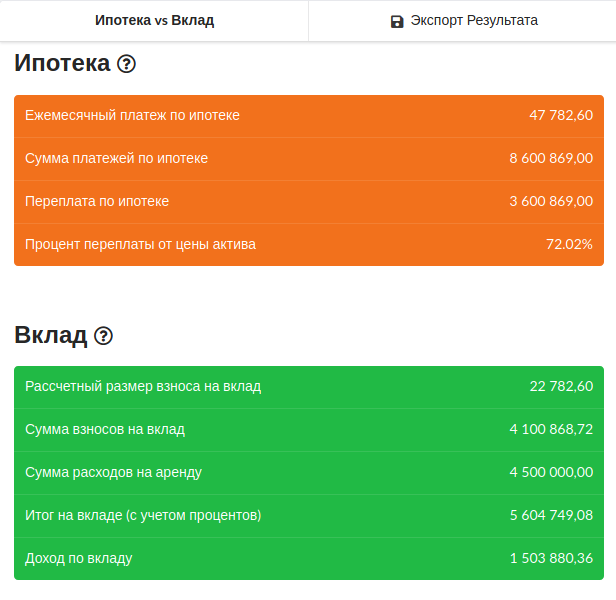 Ипотека vs Вклад
Экспорт Результата
Ипотека
Ежемесячный платеж по ипотеке 47 782,60
Сумма платежей по ипотеке 8 600 869,00
Переплата по ипотеке 3 600 869,00
Процент переплаты от цены актива 72.02%
Вклад
Рассчетный размер взноса на вклад 22 782,60
Сумма взносов на вклад 4 100 868,72
Сумма расходов на аренду 4 500 000,00
Итог на вкладе (с учетом процентов) 5 604 749,08
Доход по вкладу 1 503 880,36